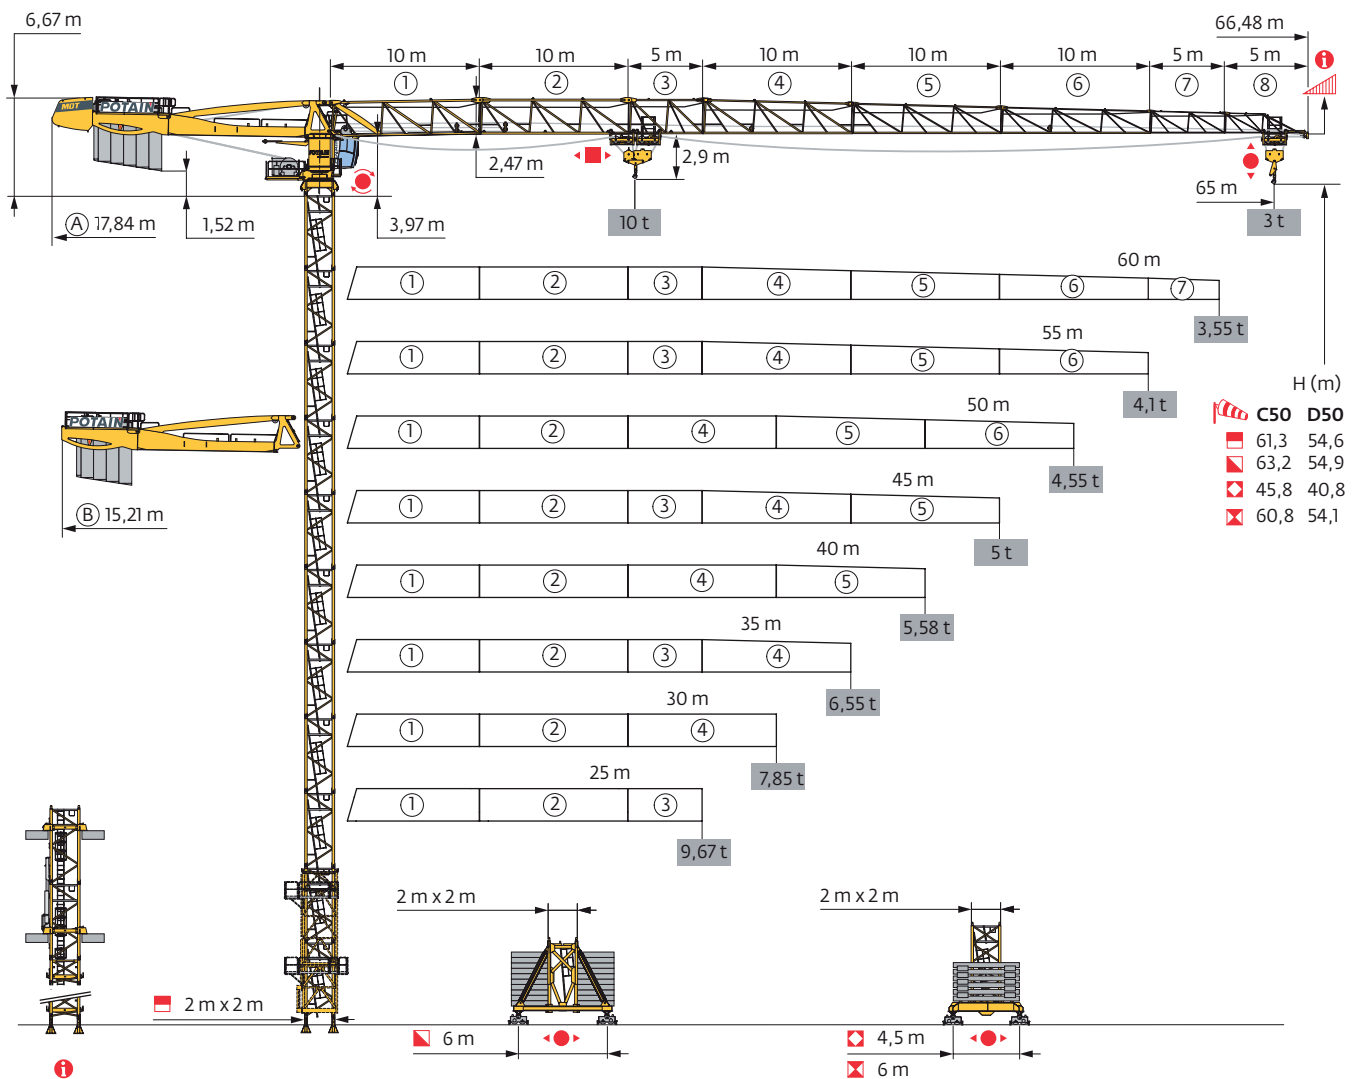 6,67 m
66,48 m
10 m 10 m 5 m 10 m 10 m 10 m 5 m 5 m
1 2 3 4 5 6 7 8
i
MDT POTAIN
POTAIN
2,47 m
2,9 m
65 m
A 17,84 m
1,52 m
3,97 m
10 t
3 t
60 m
1 2 3 4 5 6 7
3,55 t
55 m
1 2 3 4 5 6
4,1 t
H (m)
C50 D50
61,3 54,6
63,2 54,9
45,8 40,8
60,8 54,1
POTAIN
50 m
1 2 4 5 6
4,55 t
B 15,21 m
45 m
1 2 3 4 5
5 t
40 m
1 2 4 5
5,58 t
35 m
1 2 3 4
6,55 t
30 m
1 2 4
7,85 t
25 m
1 2 3
9,67 t
2 m x 2 m
2 m x 2 m
2 m x 2 m
6 m
4,5 m
6 m
i